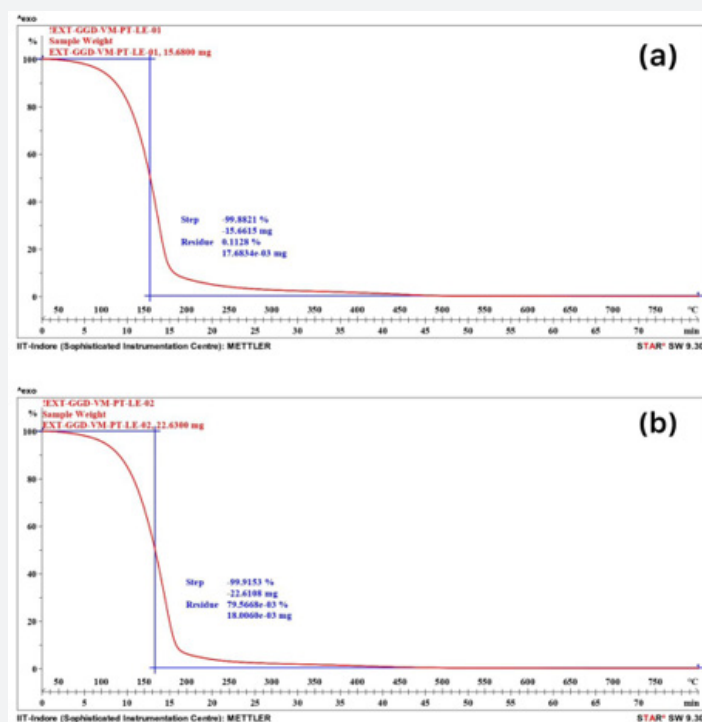 ^exo
!EXT-GGD-VM-PT-LE-01
% Sample Weight
EXT-GGD-VM-PT-LE-01, 15.6800 mg
(a)
100
80
60
40
Step -99.8821 %
-15.6615 mg
Residue 0.1128 %
17.6834e-03 mg
20
0
50 100 150 200 250 300 350 400 450 500 550 600 650 700 750 °C
0 5 10 15 20 25 30 35 40 45 50 55 60 65 70 min
IIT-Indore (Sophisticated Instrumentation Centre): METTLER STARe SW 9.30
^exo
!EXT-GGD-VM-PT-LE-02
% Sample Weight
EXT-GGD-VM-PT-LE-02, 22.6300 mg
(b)
100
80
60
40
Step -99.9153 %
-22.6108 mg
Residue 79.5668e-03 %
18.0060e-03 mg
20
0
50 100 150 200 250 300 350 400 450 500 550 600 650 700 750 °C
0 5 10 15 20 25 30 35 40 45 50 55 60 65 70 min
IIT-Indore (Sophisticated Instrumentation Centre): METTLER STARe SW 9.30